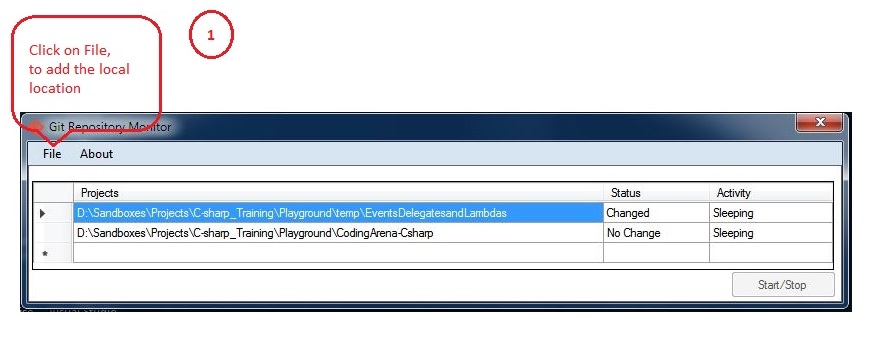 1
Click on File,
to add the local
location
Git Repository Monitor
File About
Projects Status Activity
D:\Sandboxes\Projects\C-sharp_Training\Playground\temp\EventsDelegatesandLambdas Changed Sleeping
D:\Sandboxes\Projects\C-sharp_Training\Playground\CodingArena-Csharp No Change Sleeping
*
Start/Stop